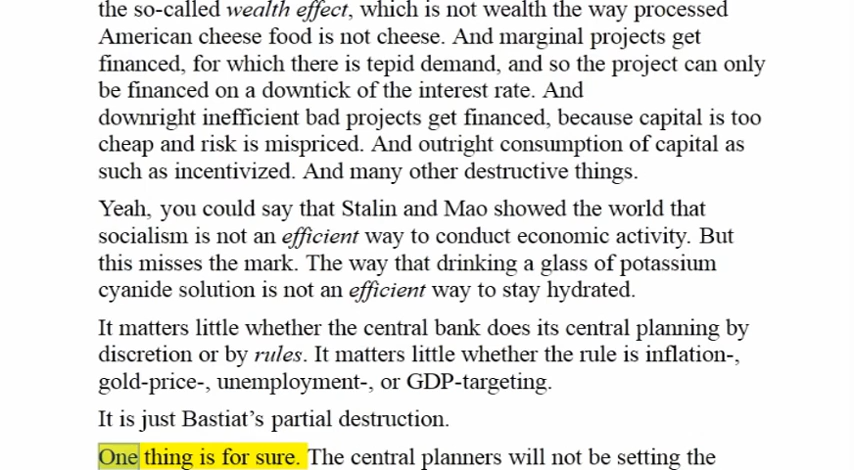 the so-called wealth effect, which is not wealth the way processed
American cheese food is not cheese. And marginal projects get
financed, for which there is tepid demand, and so the project can only
be financed on a downtick of the interest rate. And
downright inefficient bad projects get financed, because capital is too
cheap and risk is mispriced. And outright consumption of capital as
such as incentivized. And many other destructive things.
Yeah, you could say that Stalin and Mao showed the world that
socialism is not an efficient way to conduct economic activity. But
this misses the mark. The way that drinking a glass of potassium
cyanide solution is not an efficient way to stay hydrated.
It matters little whether the central bank does its central planning by
discretion or by rules. It matters little whether the rule is inflation-,
gold-price-, unemployment-, or GDP-targeting.
It is just Bastiat’s partial destruction.
One thing is for sure. The central planners will not be setting the